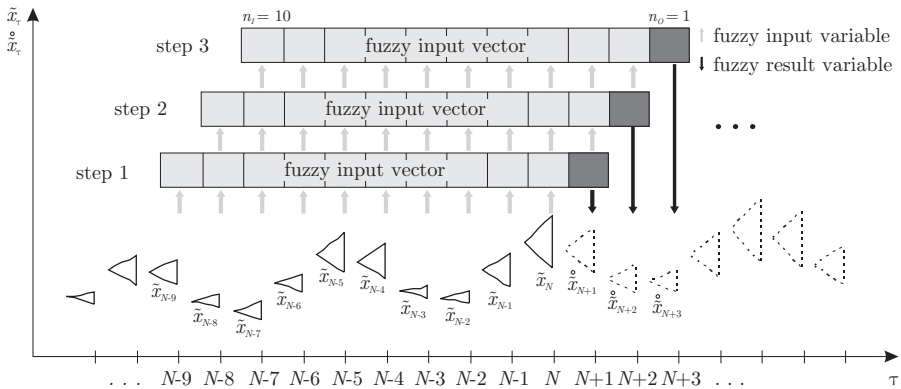 x̃τ
x̊̃τ
n_I = 10
n_O = 1
step 3
fuzzy input vector
fuzzy input variable
fuzzy result variable
step 2
fuzzy input vector
. . .
step 1
fuzzy input vector
x̃N-9
x̃N-8
x̃N-7
x̃N-6
x̃N-5
x̃N-4
x̃N-3
x̃N-2
x̃N-1
x̃N
x̊̃N+1
x̊̃N+2
x̊̃N+3
. . . N-9 N-8 N-7 N-6 N-5 N-4 N-3 N-2 N-1 N N+1 N+2 N+3 . . . τ